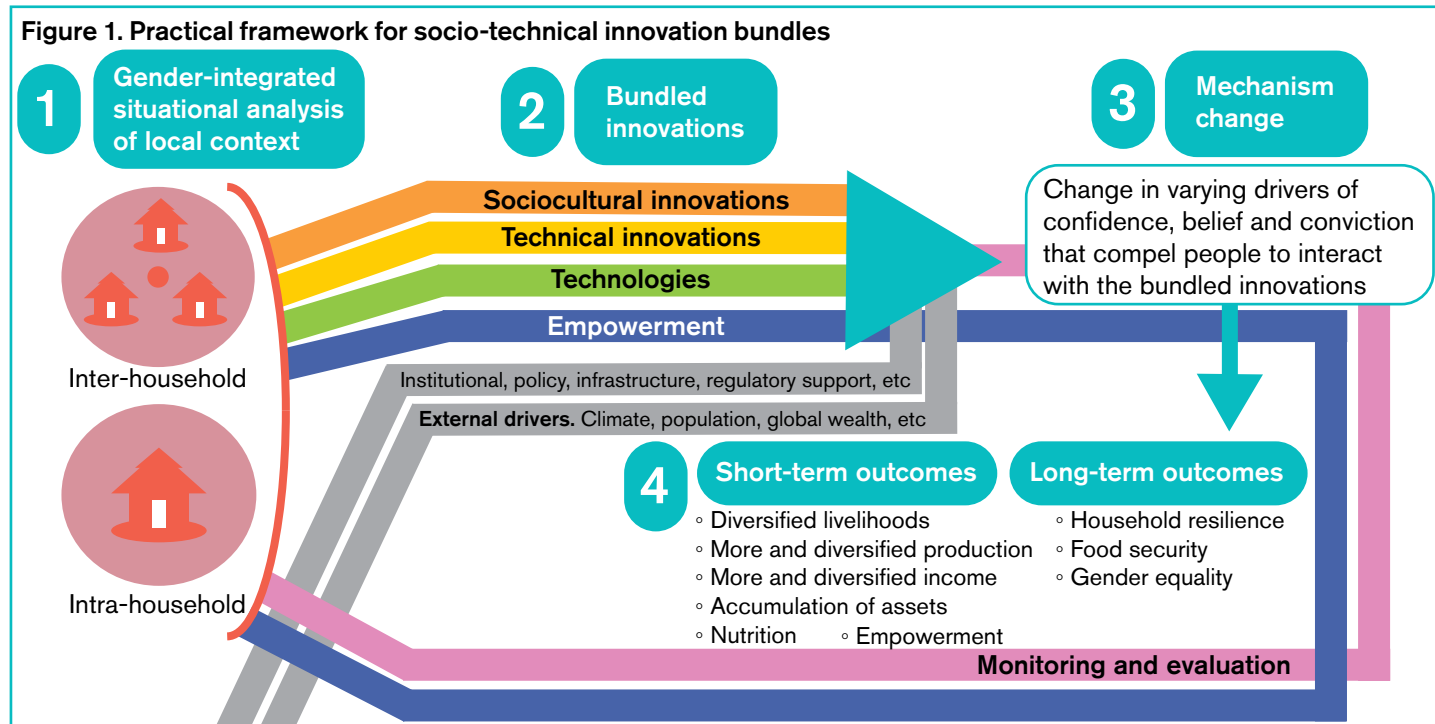 Figure 1. Practical framework for socio-technical innovation bundles
1
Gender-integrated
situational analysis
of local context
2
Bundled
innovations
3
Mechanism
change
Inter-household
Intra-household
Sociocultural innovations
Technical innovations
Technologies
Empowerment
Institutional, policy, infrastructure, regulatory support, etc
External drivers. Climate, population, global wealth, etc
Change in varying drivers of
confidence, belief and conviction
that compel people to interact
with the bundled innovations
4
Short-term outcomes
◦ Diversified livelihoods
◦ More and diversified production
◦ More and diversified income
◦ Accumulation of assets
◦ Nutrition ◦ Empowerment
Long-term outcomes
◦ Household resilience
◦ Food security
◦ Gender equality
Monitoring and evaluation